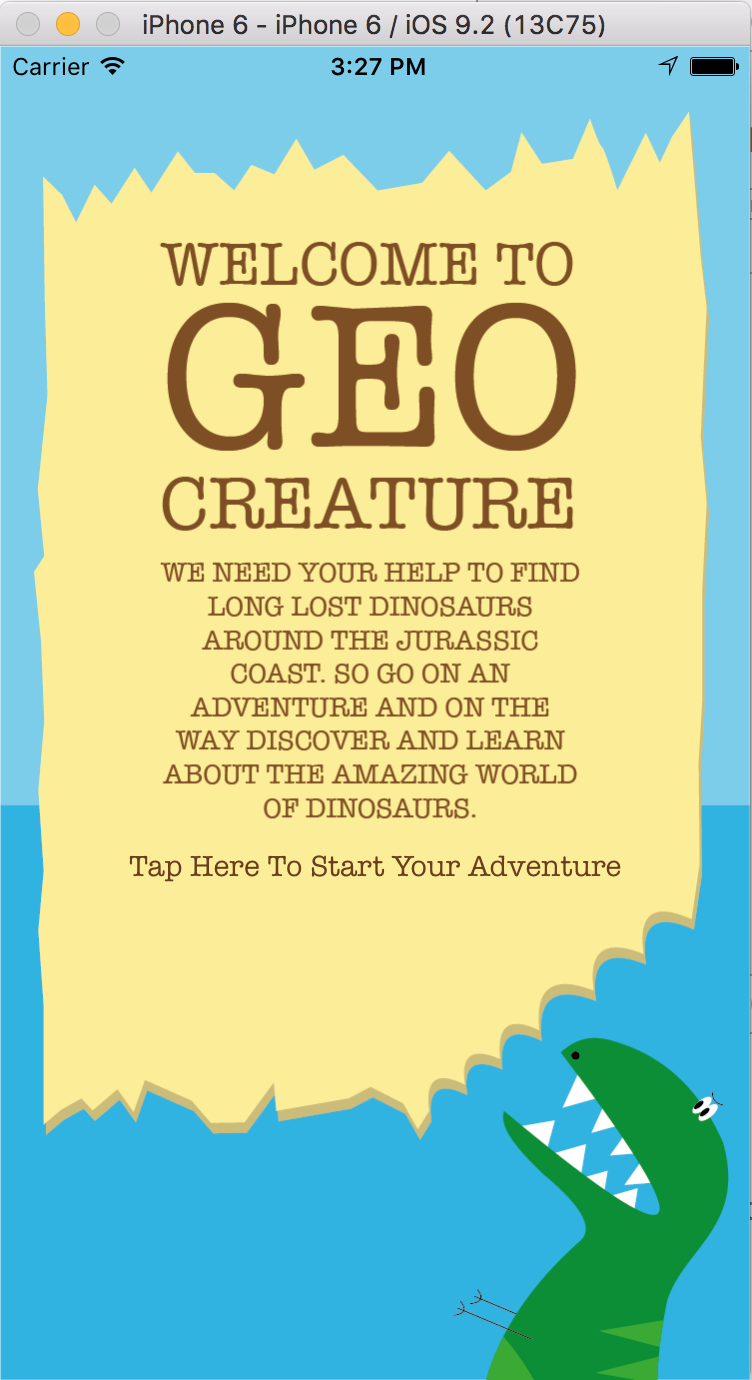 iPhone 6 - iPhone 6 / iOS 9.2 (13C75)
Carrier 3:27 PM
WELCOME TO
GEO
CREATURE
WE NEED YOUR HELP TO FIND
LONG LOST DINOSAURS
AROUND THE JURASSIC
COAST. SO GO ON AN
ADVENTURE AND ON THE
WAY DISCOVER AND LEARN
ABOUT THE AMAZING WORLD
OF DINOSAURS.
Tap Here To Start Your Adventure